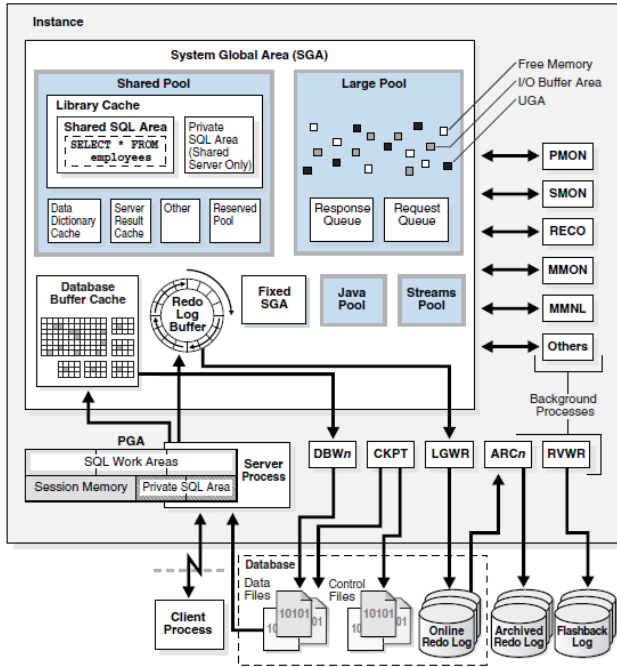 Instance
System Global Area (SGA)
Shared Pool
Library Cache
Shared SQL Area
SELECT * FROM
employees
Private
SQL Area
(Shared
Server Only)
Data
Dictionary
Cache
Server
Result
Cache
Other
Reserved
Pool
Large Pool
Response
Queue
Request
Queue
Free Memory
I/O Buffer Area
UGA
Database
Buffer Cache
Redo
Log
Buffer
Fixed
SGA
Java
Pool
Streams
Pool
PMON
SMON
RECO
MMON
MMNL
Others
Background
Processes
PGA
SQL Work Areas
Session Memory
Private SQL Area
Server
Process
DBWn
CKPT
LGWR
ARCn
RVWR
Client
Process
Database
Data
Files
10101
10
01
Control
Files
10101
10
101
Online
Redo Log
Archived
Redo Log
Flashback
Log